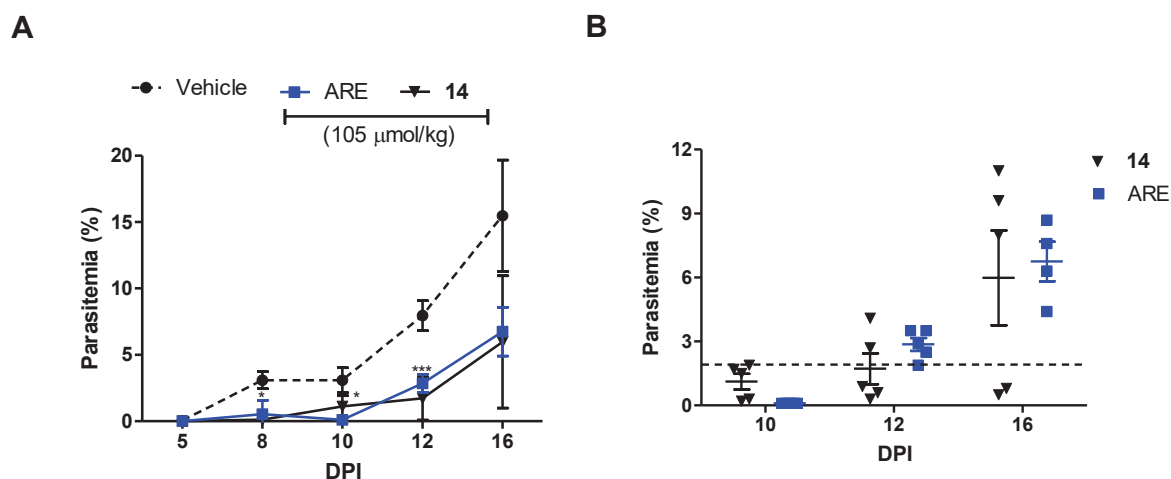 A
Vehicle ARE 14
(105 μmol/kg)
Parasitemia (%)
20
15
10
5
0
* * ***
5 8 10 12 16
DPI
B
14
ARE
Parasitemia (%)
12
9
6
3
0
10 12 16
DPI